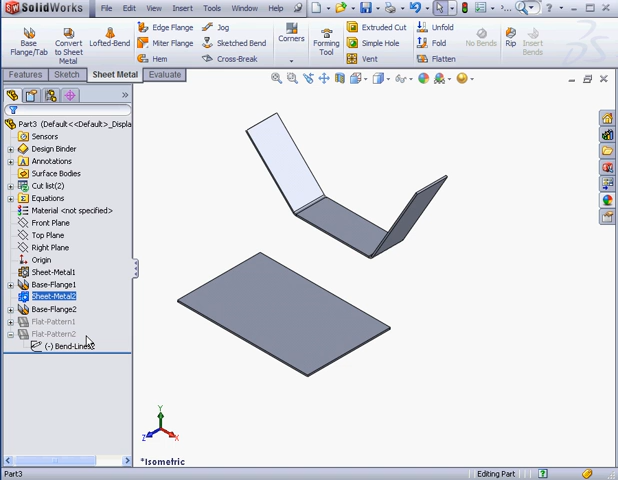 SolidWorks File Edit View Insert Tools Window Help
Base Flange/Tab
Convert to Sheet Metal
Lofted-Bend
Edge Flange
Miter Flange
Hem
Jog
Sketched Bend
Cross-Break
Corners
Forming Tool
Extruded Cut
Simple Hole
Vent
Unfold
Fold
Flatten
No Bends
Rip
Insert Bends
Features Sketch Sheet Metal Evaluate
Part3 (Default<<Default>_Displa
Sensors
Design Binder
Annotations
Surface Bodies
Cut list(2)
Equations
Material <not specified>
Front Plane
Top Plane
Right Plane
Origin
Sheet-Metal1
Base-Flange1
Sheet-Metal2
Base-Flange2
Flat-Pattern1
Flat-Pattern2
(-) Bend-Lines2
Y
Z X
*Isometric
Part3 Editing Part